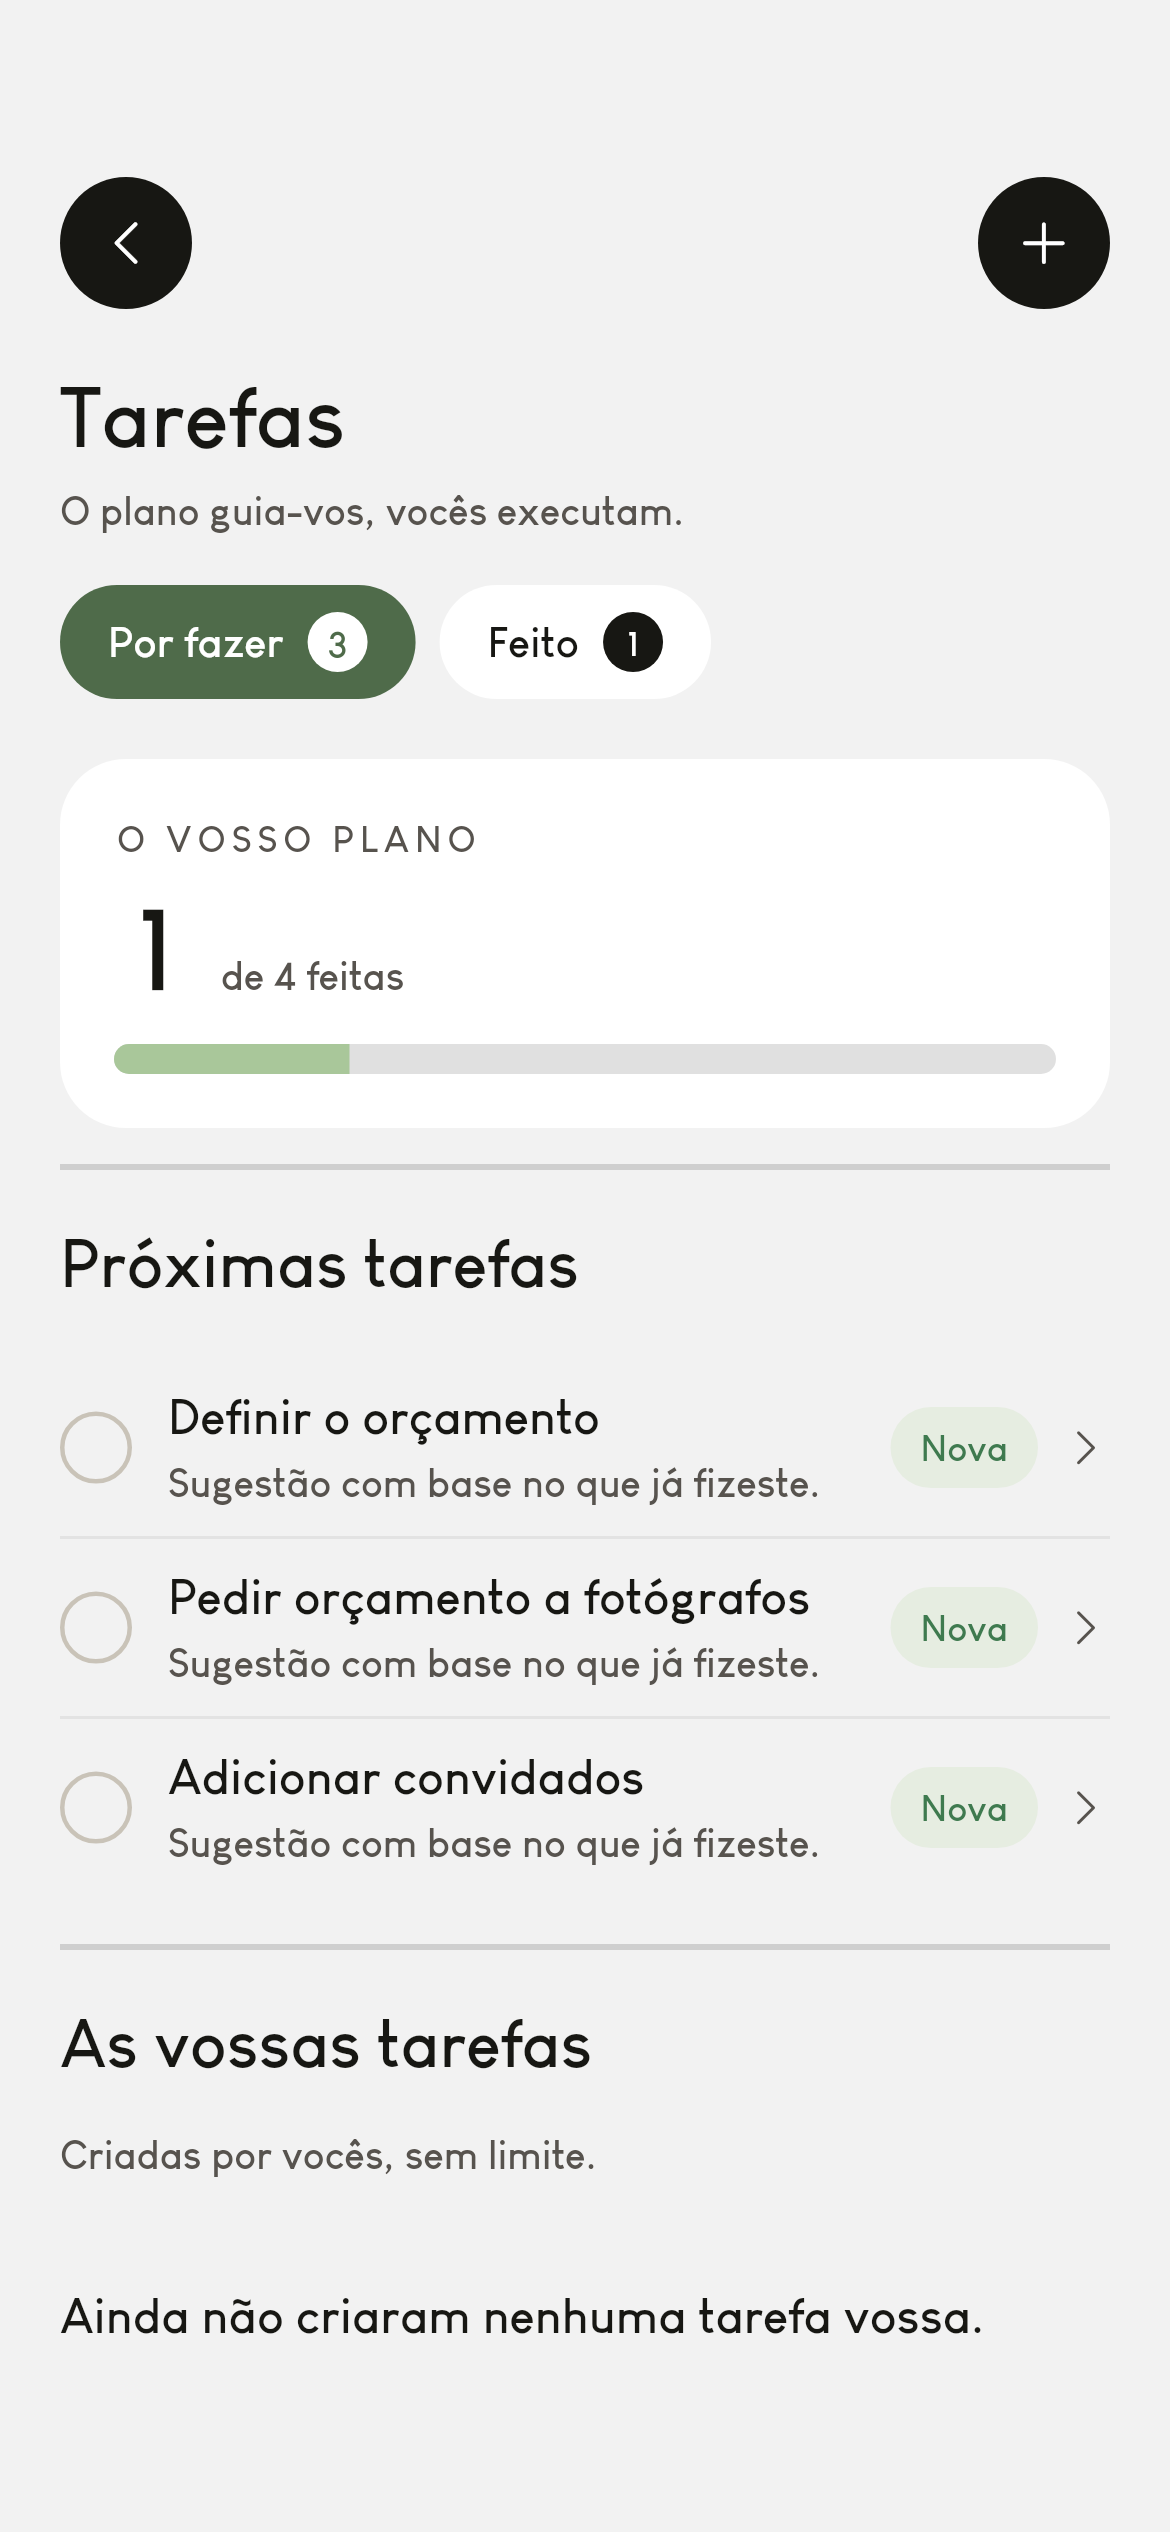 Tarefas
O plano guia-vos, vocês executam.
Por fazer 3 Feito 1
O VOSSO PLANO
1 de 4 feitas
Próximas tarefas
Definir o orçamento
Sugestão com base no que já fizeste.
Nova
Pedir orçamento a fotógrafos
Sugestão com base no que já fizeste.
Nova
Adicionar convidados
Sugestão com base no que já fizeste.
Nova
As vossas tarefas
Criadas por vocês, sem limite.
Ainda não criaram nenhuma tarefa vossa.